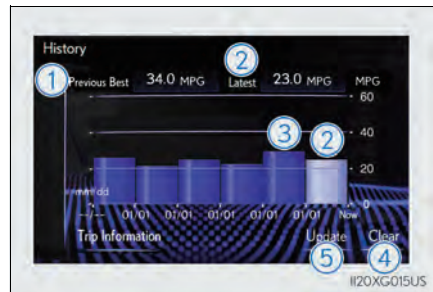 History
1 Previous Best 34.0 MPG 2 Latest 23.0 MPG MPG
60
3 2 40
20
mm/dd 0
--/-- 01/01 01/01 01/01 01/01 01/01 Now
Trip Information Update Clear
5 4
II20XG015US